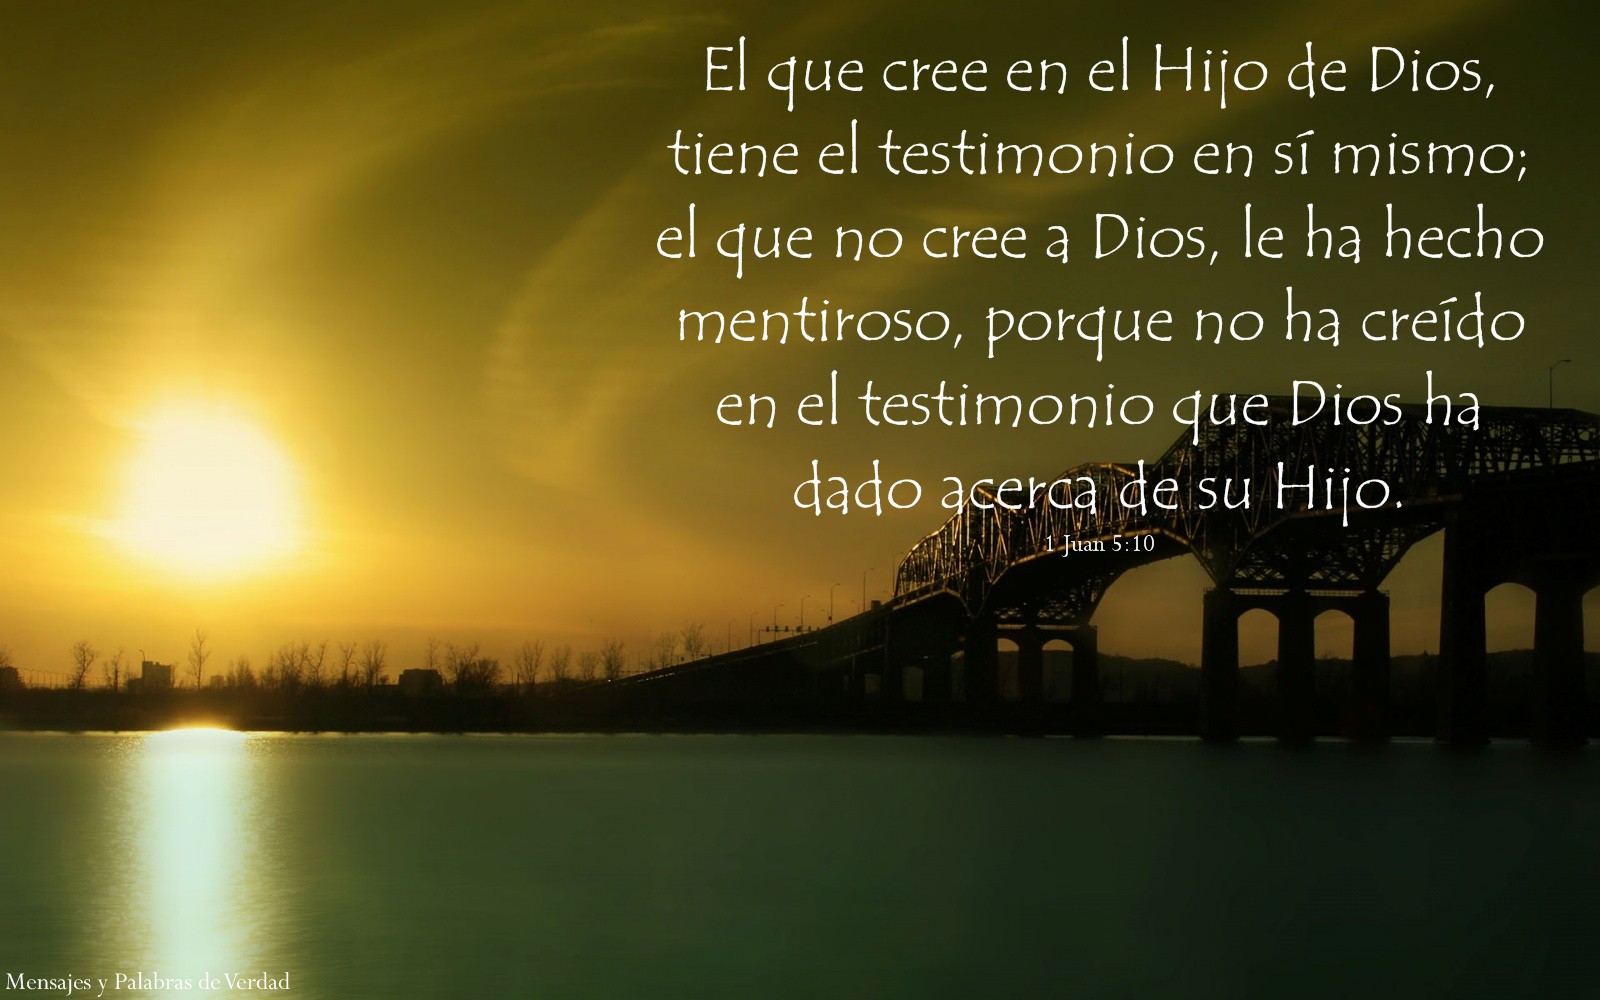 El que cree en el Hijo de Dios,
tiene el testimonio en sí mismo;
el que no cree a Dios, le ha hecho
mentiroso, porque no ha creído
en el testimonio que Dios ha
dado acerca de su Hijo.
1 Juan 5:10
Mensajes y Palabras de Verdad